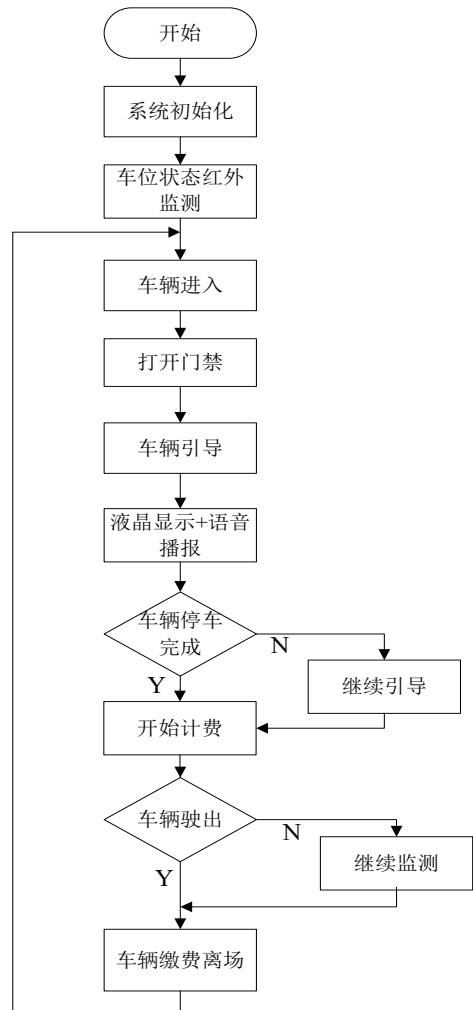 开始
系统初始化
车位状态红外
监测
车辆进入
打开门禁
车辆引导
液晶显示+语音
播报
车辆停车
完成
N
Y
继续引导
开始计费
车辆驶出
N
Y
继续监测
车辆缴费离场